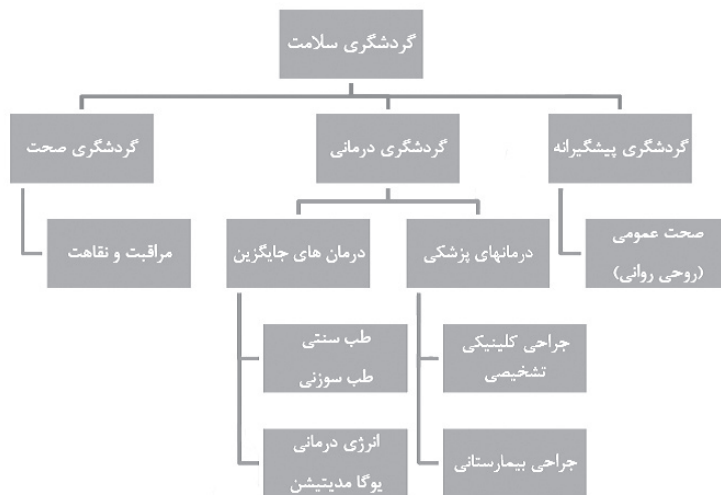 گردشگری سلامت
گردشگری پیشگیرانه
گردشگری درمانی
گردشگری صحت
صحت عمومی
(روحی روانی)
درمانهای پزشکی
درمان های جایگزین
مراقبت و نقاهت
جراحی کلینیکی
تشخیصی
طب سنتی
طب سوزنی
جراحی بیمارستانی
انرژی درمانی
یوگا مدیتیشن